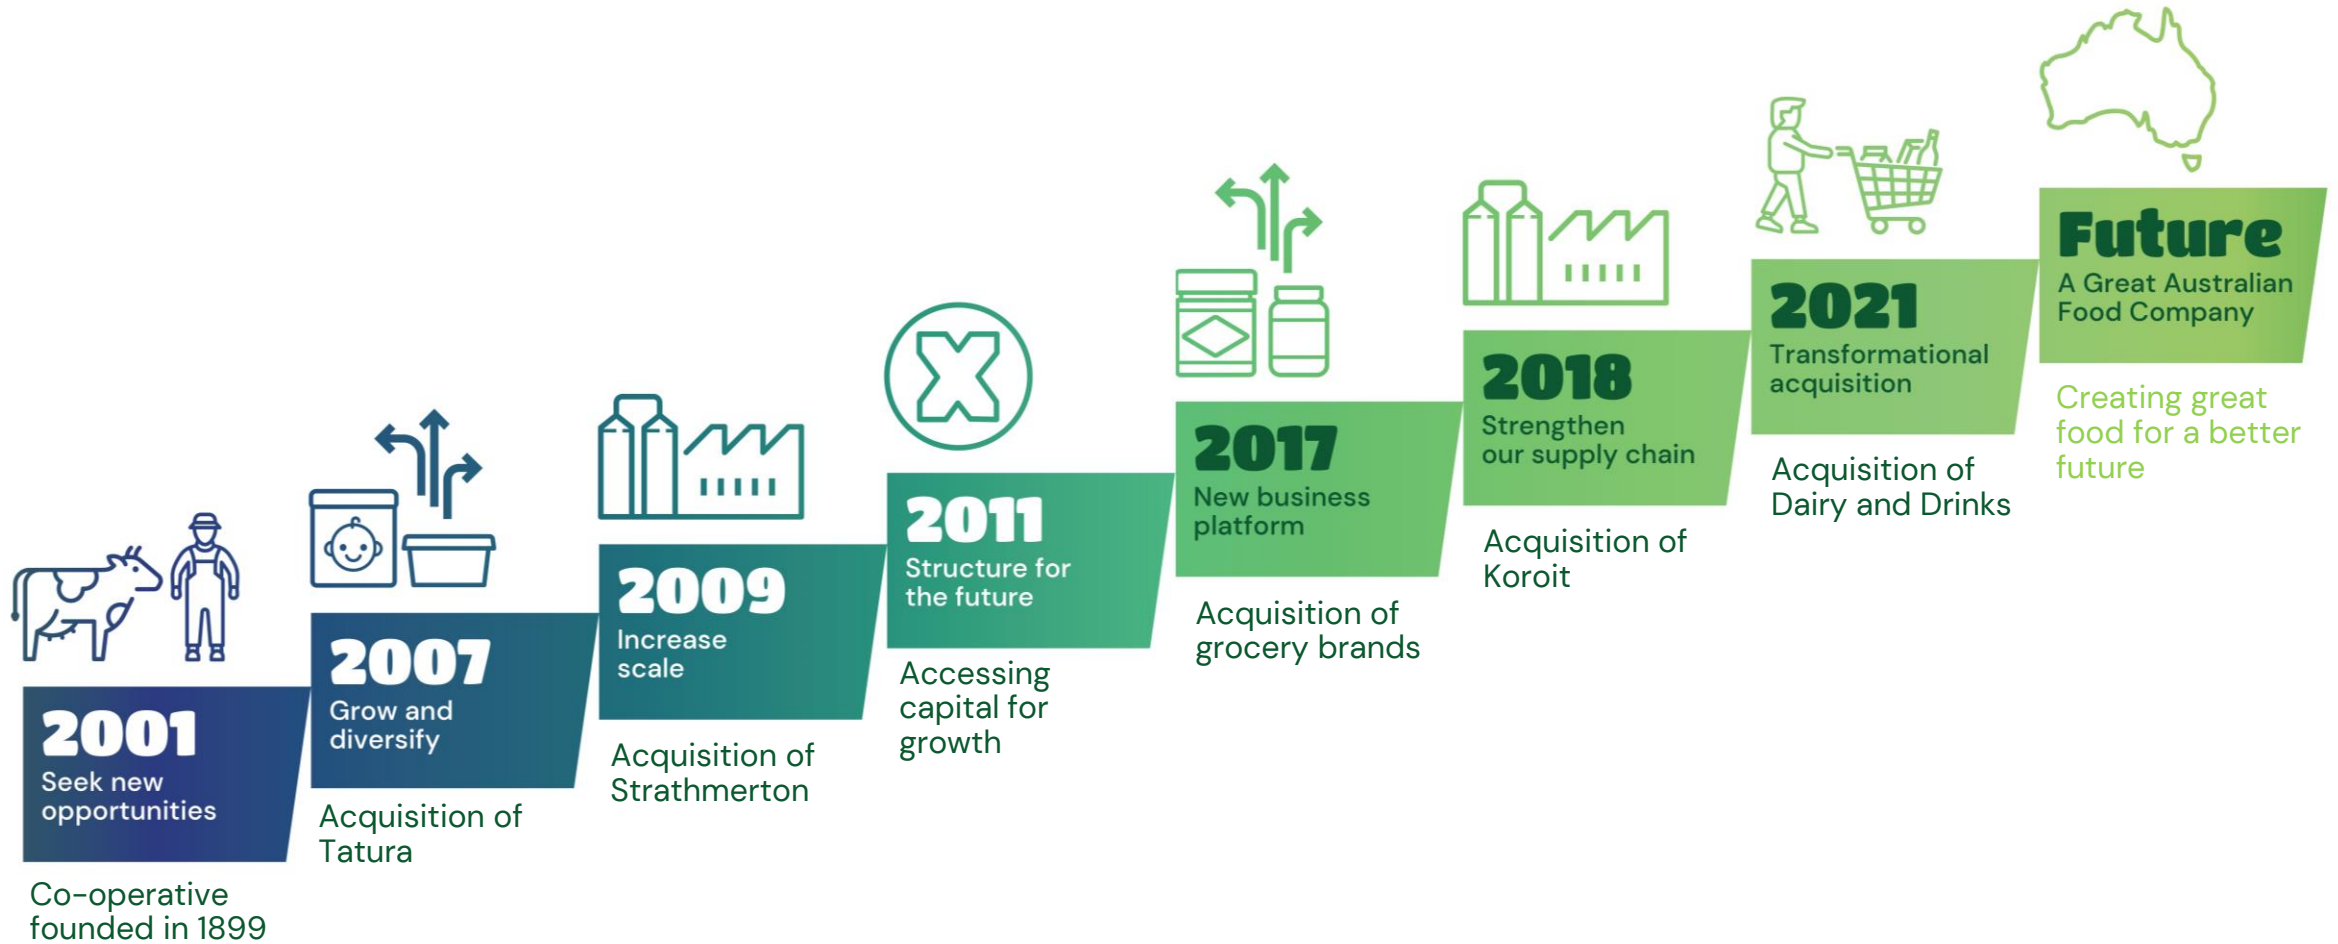 2001
Seek new
opportunities
Co-operative
founded in 1899
2007
Grow and
diversify
Acquisition of
Tatura
2009
Increase
scale
Acquisition of
Strathmerton
2011
Structure for
the future
Accessing
capital for
growth
2017
New business
platform
Acquisition of
grocery brands
2018
Strengthen
our supply chain
Acquisition of
Koroit
2021
Transformational
acquisition
Acquisition of
Dairy and Drinks
Future
A Great Australian
Food Company
Creating great
food for a better
future